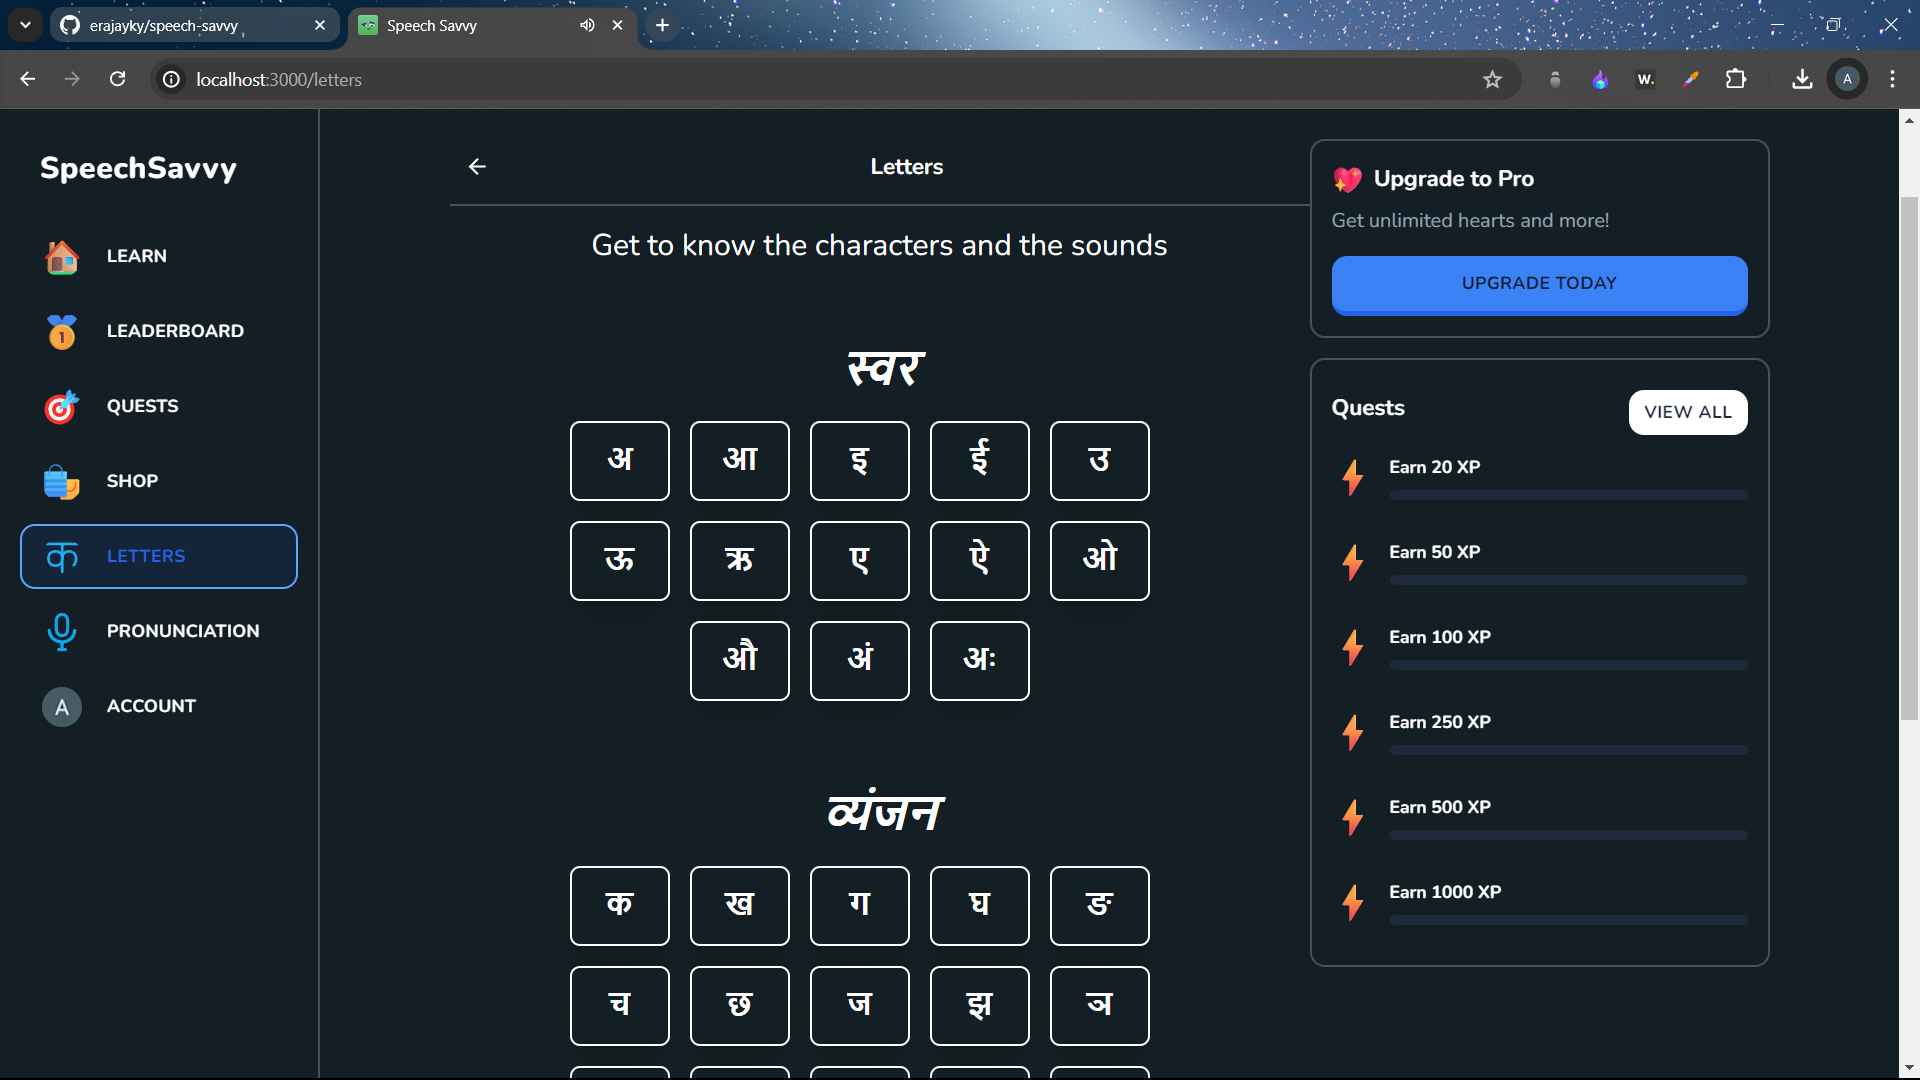 erajayky/speech-savvy
Speech Savvy
localhost:3000/letters
W.
A
SpeechSavvy
LEARN
1
LEADERBOARD
QUESTS
SHOP
क
LETTERS
PRONUNCIATION
A
ACCOUNT
Letters
Get to know the characters and the sounds
स्वर
अ आ इ ई उ
ऊ ऋ ए ऐ ओ
औ अं अः
व्यंजन
क ख ग घ ङ
च छ ज झ ञ
Upgrade to Pro
Get unlimited hearts and more!
UPGRADE TODAY
Quests
VIEW ALL
Earn 20 XP
Earn 50 XP
Earn 100 XP
Earn 250 XP
Earn 500 XP
Earn 1000 XP